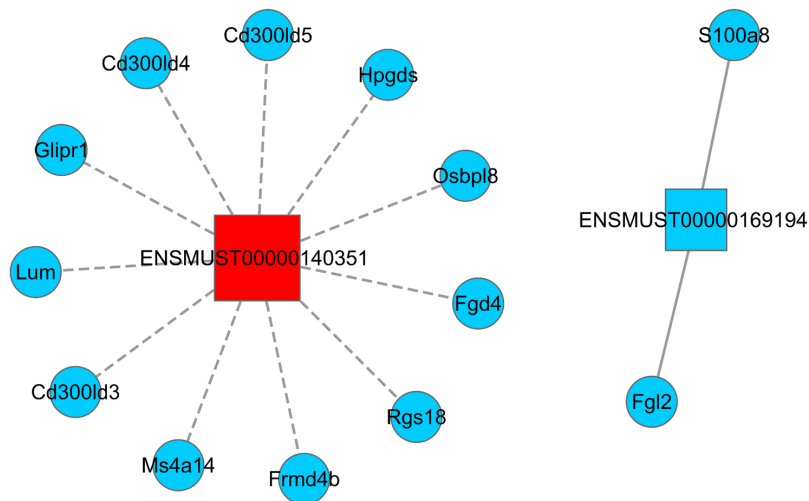 Cd300ld5
S100a8
Cd300ld4
Hpgds
Glipr1
Osbpl8
ENSMUST00000169194
ENSMUST00000140351
Lum
Fgd4
Cd300ld3
Fgl2
Rgs18
Ms4a14
Frmd4b